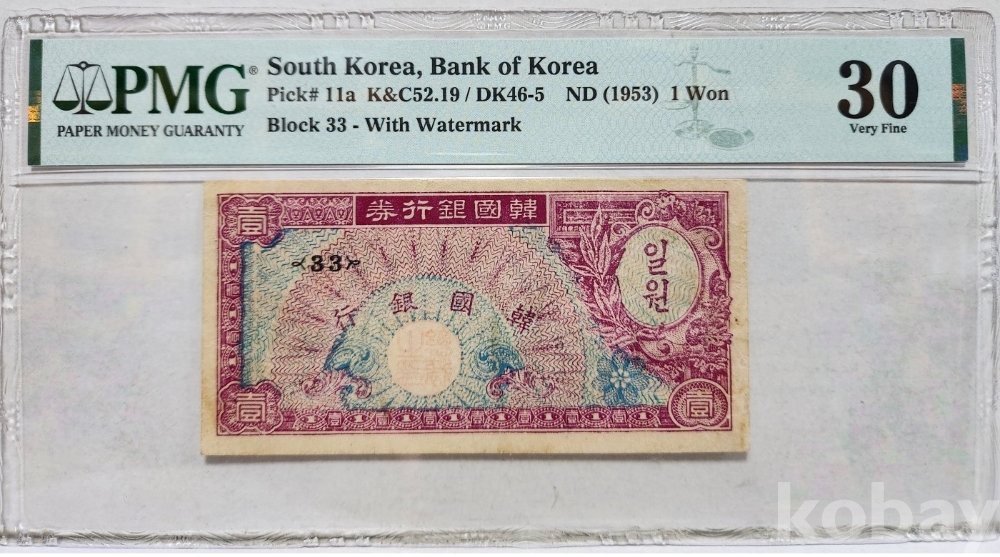 PMG®
PAPER MONEY GUARANTY
South Korea, Bank of Korea
Pick# 11a K&C52.19 / DK46-5 ND (1953) 1 Won
Block 33 - With Watermark
30
Very Fine
壹
券行銀國韓
33
일원
行銀國韓
壹
壹
kobay